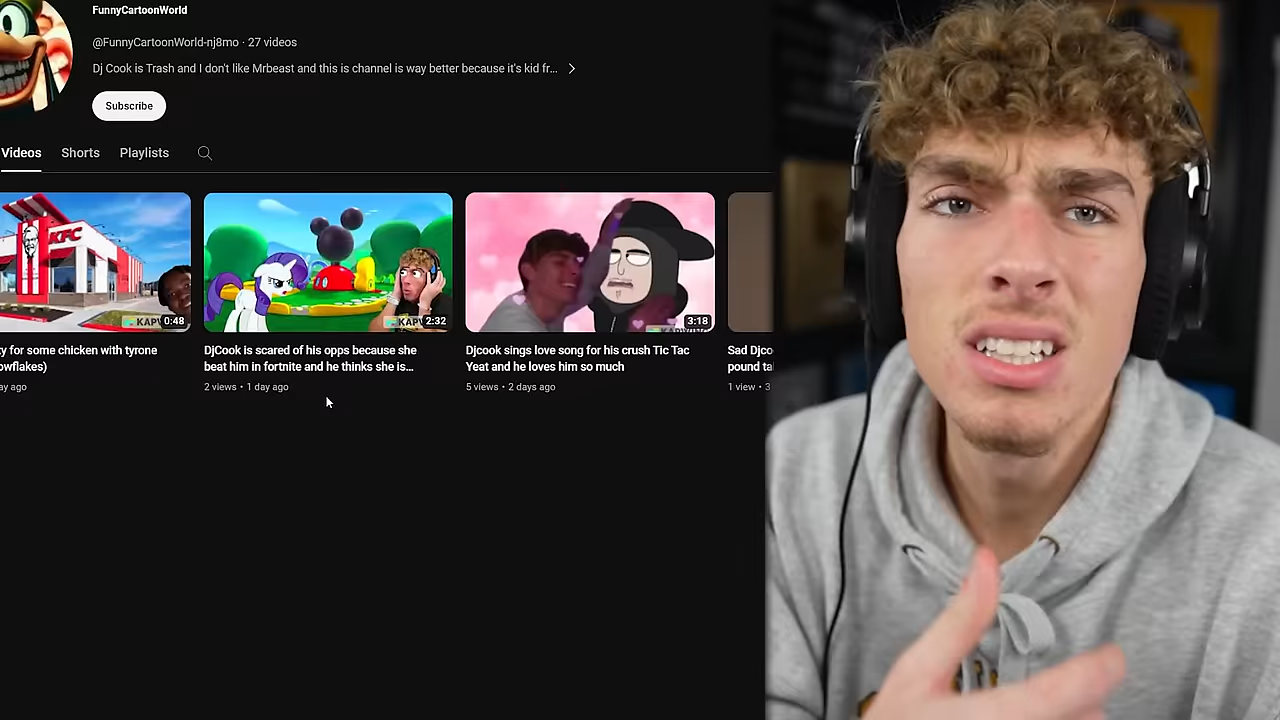 FunnyCartoonWorld
@FunnyCartoonWorld-nj8mo · 27 videos
Dj Cook is Trash and I don't like Mrbeast and this is channel is way better because it's kid fr...
Subscribe
Videos Shorts Playlists
KFC
KAPW
0:48
KAPW
2:32
3:18
y for some chicken with tyrone
owflakes)
ay ago
DjCook is scared of his opps because she
beat him in fortnite and he thinks she is...
2 views • 1 day ago
Djcook sings love song for his crush Tic Tac
Yeat and he loves him so much
5 views • 2 days ago
Sad Djco
pound tai
1 view • 3